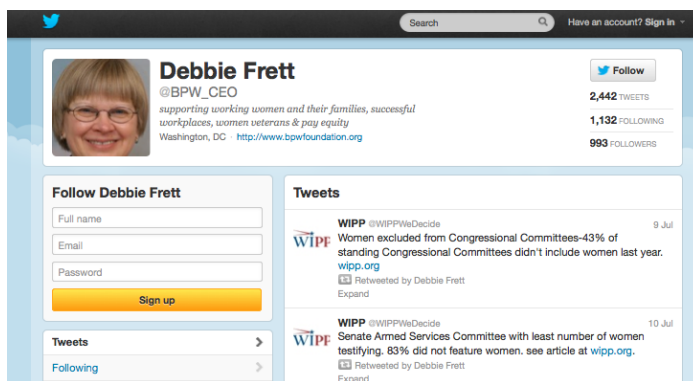 Search
Have an account? Sign in
Debbie Frett
@BPW_CEO
supporting working women and their families, successful
workplaces, women veterans & pay equity
Washington, DC · http://www.bpwfoundation.org
Follow
2,442 TWEETS
1,132 FOLLOWING
993 FOLLOWERS
Follow Debbie Frett
Full name
Email
Password
Sign up
Tweets
Following
Tweets
WIPP
WIPP @WIPPWeDecide
9 Jul
Women excluded from Congressional Committees-43% of
standing Congressional Committees didn't include women last year.
wipp.org
Retweeted by Debbie Frett
Expand
WIPP
WIPP @WIPPWeDecide
10 Jul
Senate Armed Services Committee with least number of women
testifying. 83% did not feature women. see article at wipp.org.
Retweeted by Debbie Frett
Expand